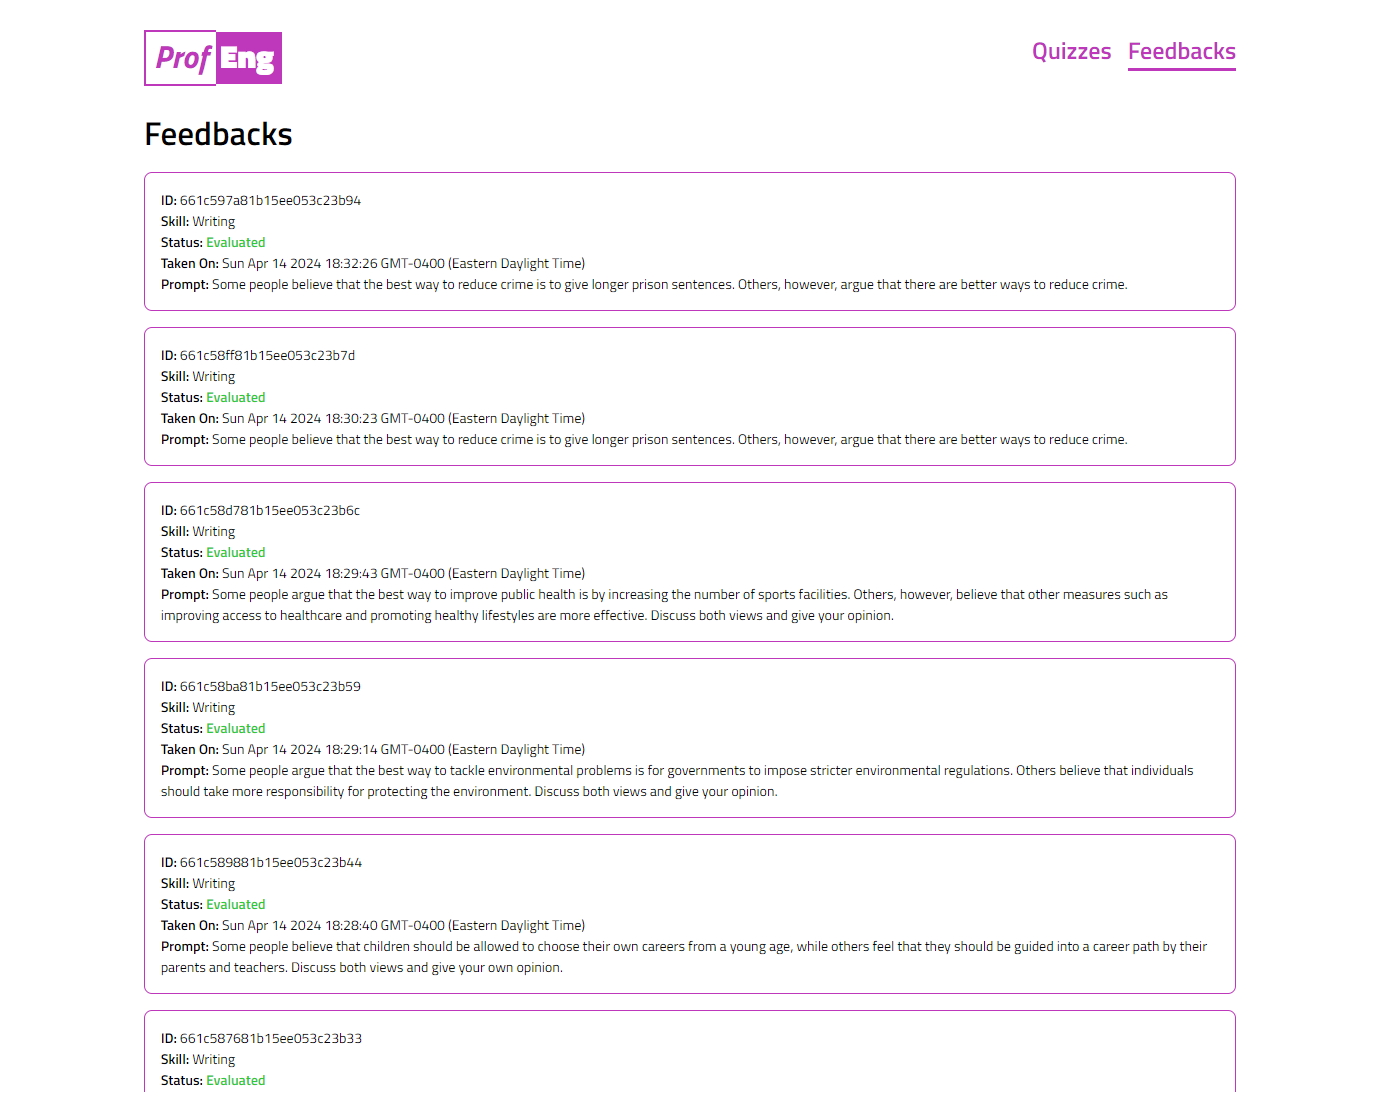 Prof Eng
Quizzes Feedbacks
Feedbacks
ID: 661c597a81b15ee053c23b94
Skill: Writing
Status: Evaluated
Taken On: Sun Apr 14 2024 18:32:26 GMT-0400 (Eastern Daylight Time)
Prompt: Some people believe that the best way to reduce crime is to give longer prison sentences. Others, however, argue that there are better ways to reduce crime.
ID: 661c58ff81b15ee053c23b7d
Skill: Writing
Status: Evaluated
Taken On: Sun Apr 14 2024 18:30:23 GMT-0400 (Eastern Daylight Time)
Prompt: Some people believe that the best way to reduce crime is to give longer prison sentences. Others, however, argue that there are better ways to reduce crime.
ID: 661c58d781b15ee053c23b6c
Skill: Writing
Status: Evaluated
Taken On: Sun Apr 14 2024 18:29:43 GMT-0400 (Eastern Daylight Time)
Prompt: Some people argue that the best way to improve public health is by increasing the number of sports facilities. Others, however, believe that other measures such as
improving access to healthcare and promoting healthy lifestyles are more effective. Discuss both views and give your opinion.
ID: 661c58ba81b15ee053c23b59
Skill: Writing
Status: Evaluated
Taken On: Sun Apr 14 2024 18:29:14 GMT-0400 (Eastern Daylight Time)
Prompt: Some people argue that the best way to tackle environmental problems is for governments to impose stricter environmental regulations. Others believe that individuals
should take more responsibility for protecting the environment. Discuss both views and give your opinion.
ID: 661c589881b15ee053c23b44
Skill: Writing
Status: Evaluated
Taken On: Sun Apr 14 2024 18:28:40 GMT-0400 (Eastern Daylight Time)
Prompt: Some people believe that children should be allowed to choose their own careers from a young age, while others feel that they should be guided into a career path by their
parents and teachers. Discuss both views and give your own opinion.
ID: 661c587681b15ee053c23b33
Skill: Writing
Status: Evaluated